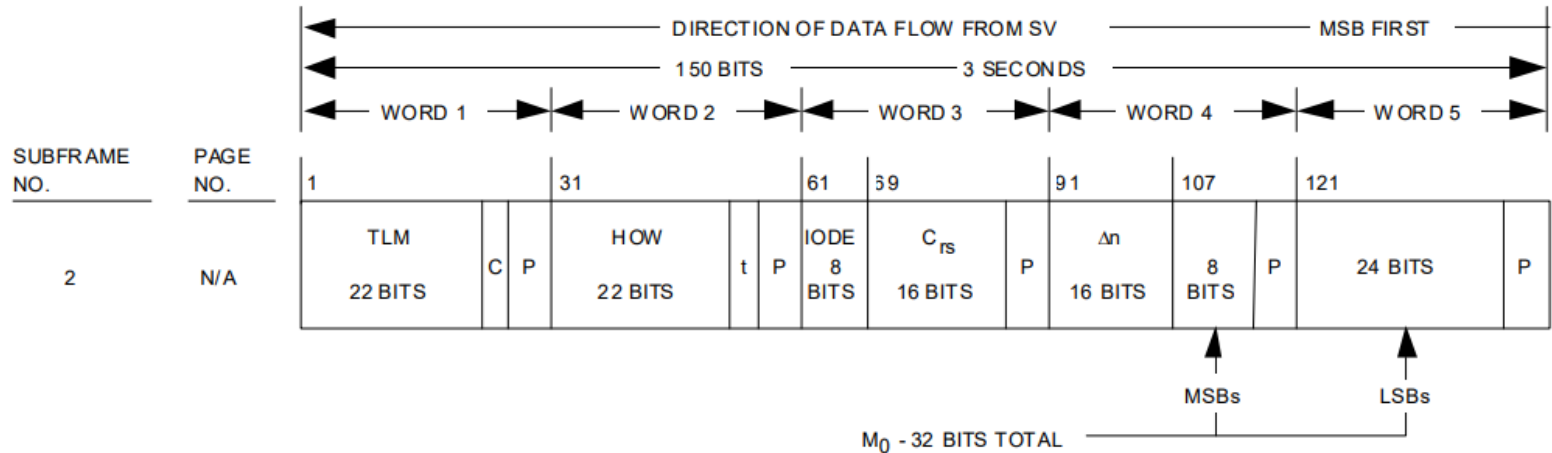 DIRECTION OF DATA FLOW FROM SV MSB FIRST
150 BITS 3 SECONDS
WORD 1 WORD 2 WORD 3 WORD 4 WORD 5
SUBFRAME PAGE
NO. NO. 1 31 61 69 91 107 121
TLM HOW IODE Crs Δn
2 N/A C P t P 8 P 8 P 24 BITS P
22 BITS 22 BITS BITS 16 BITS 16 BITS BITS
MSBs LSBs
M0 - 32 BITS TOTAL